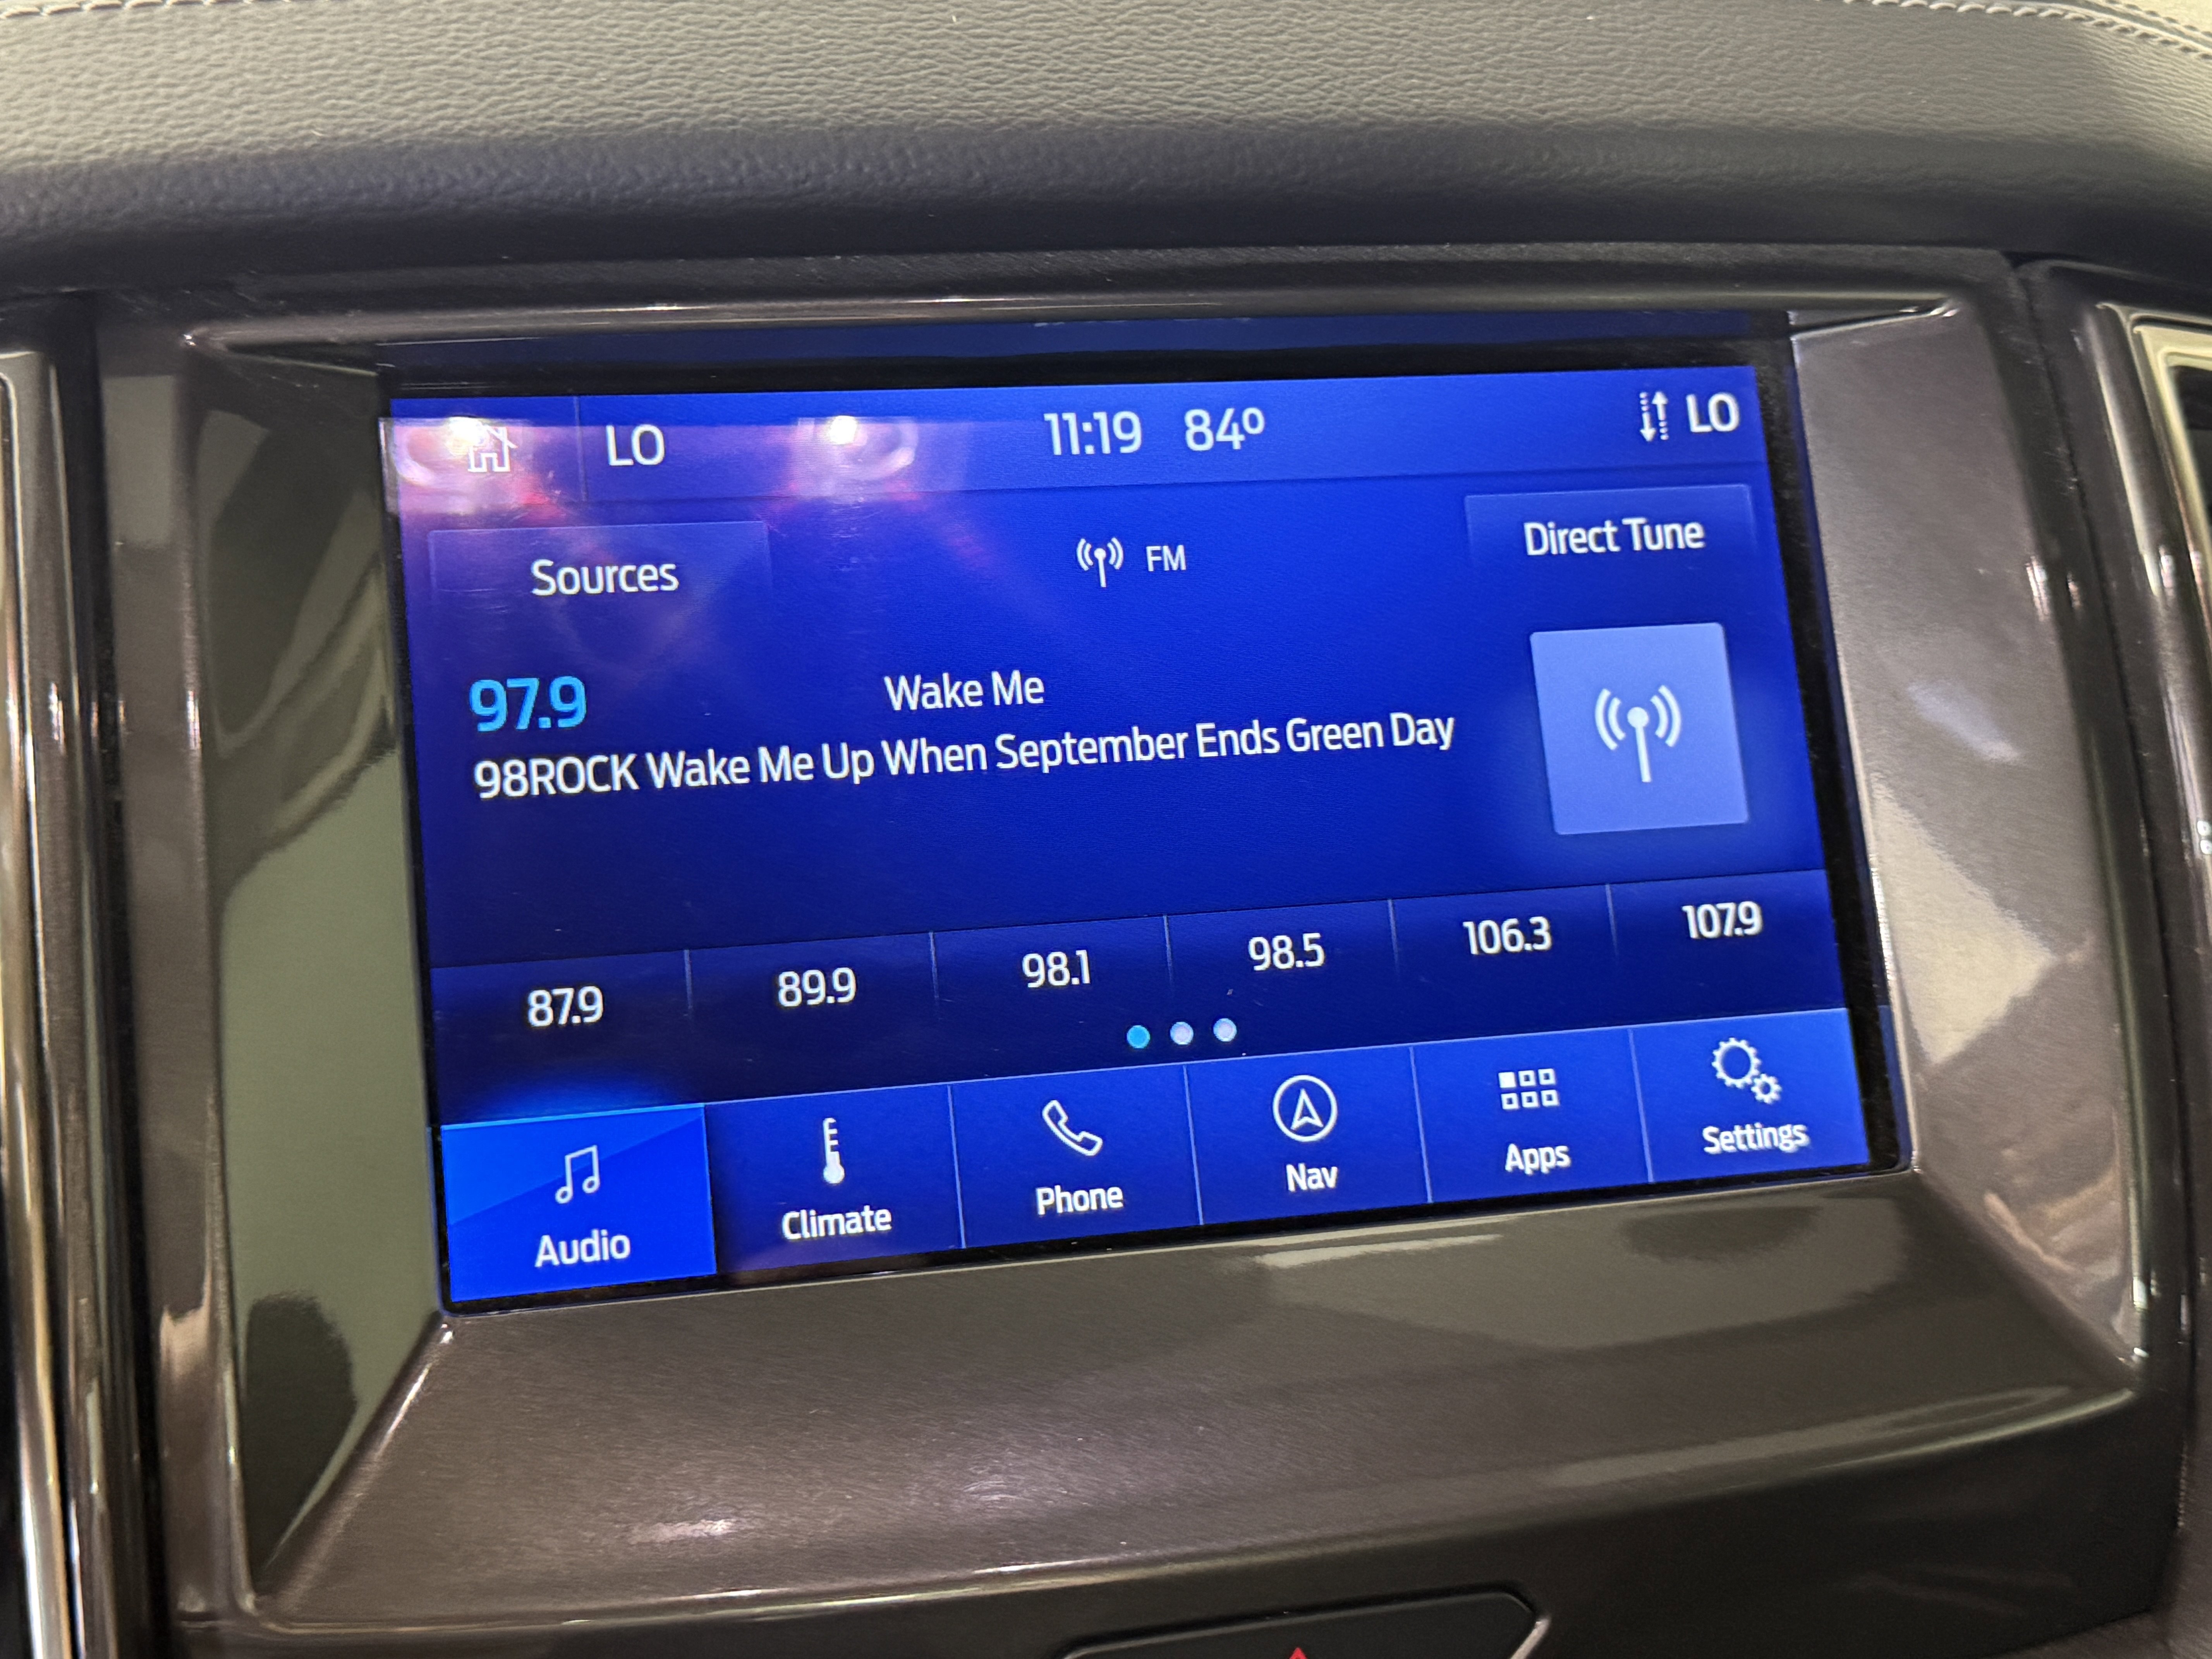 LO 11:19 84° LO
Sources FM Direct Tune
97.9 Wake Me
98ROCK Wake Me Up When September Ends Green Day
87.9 89.9 98.1 98.5 106.3 107.9
Audio Climate Phone Nav Apps Settings